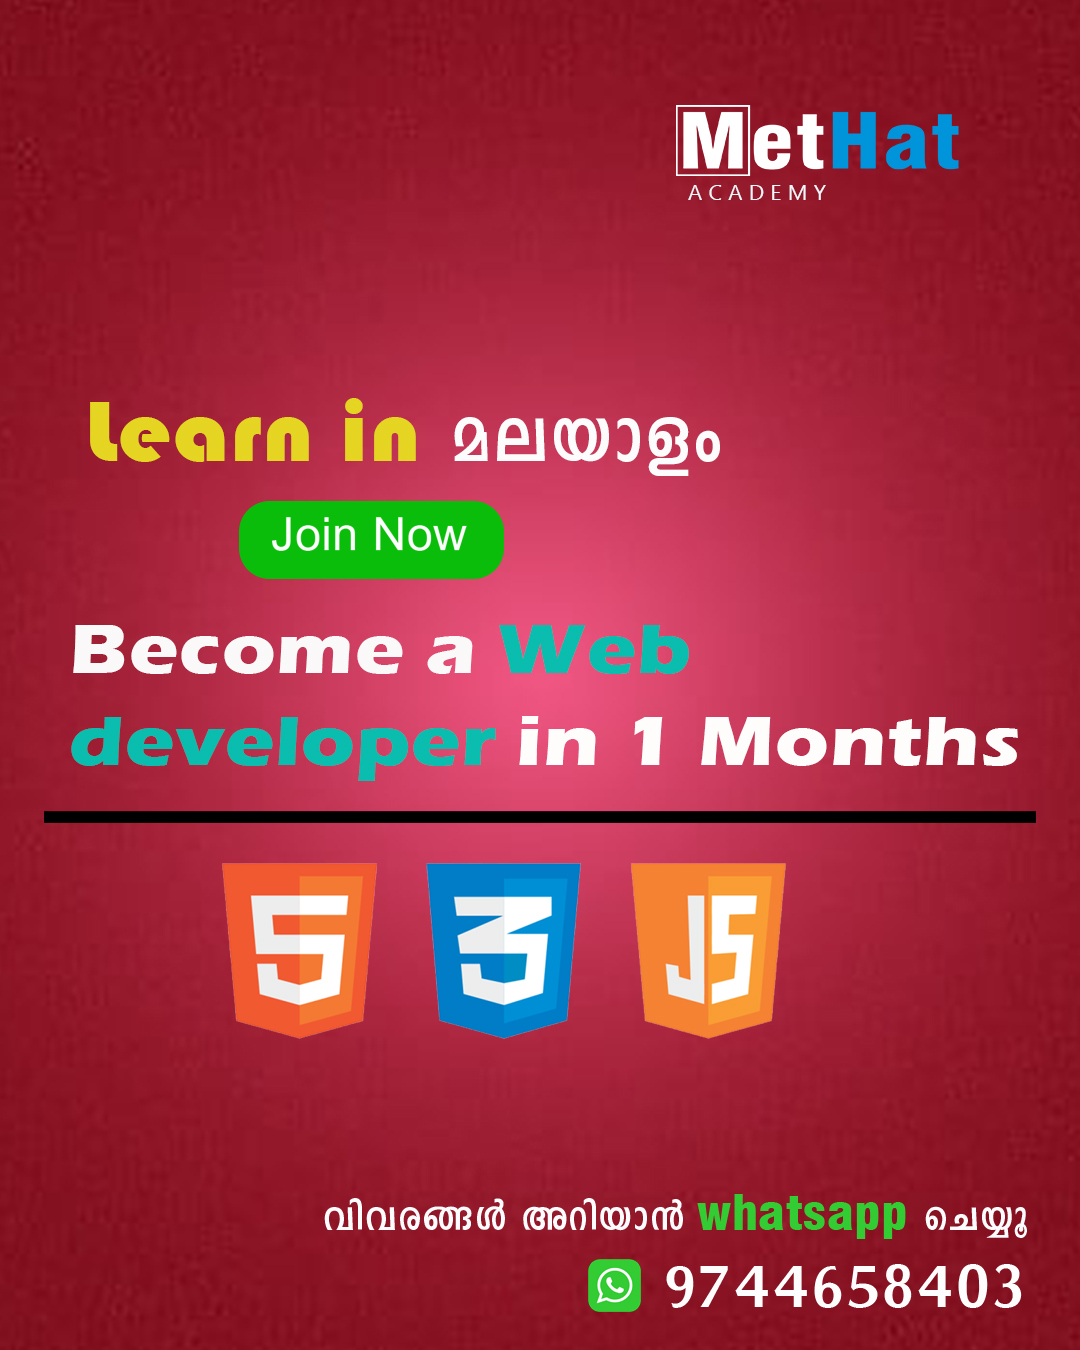 MetHat
ACADEMY
Learn in മലയാളം
Join Now
Become a Web
developer in 1 Months
5 3 JS
വിവരങ്ങൾ അറിയാൻ whatsapp ചെയ്യൂ
9744658403